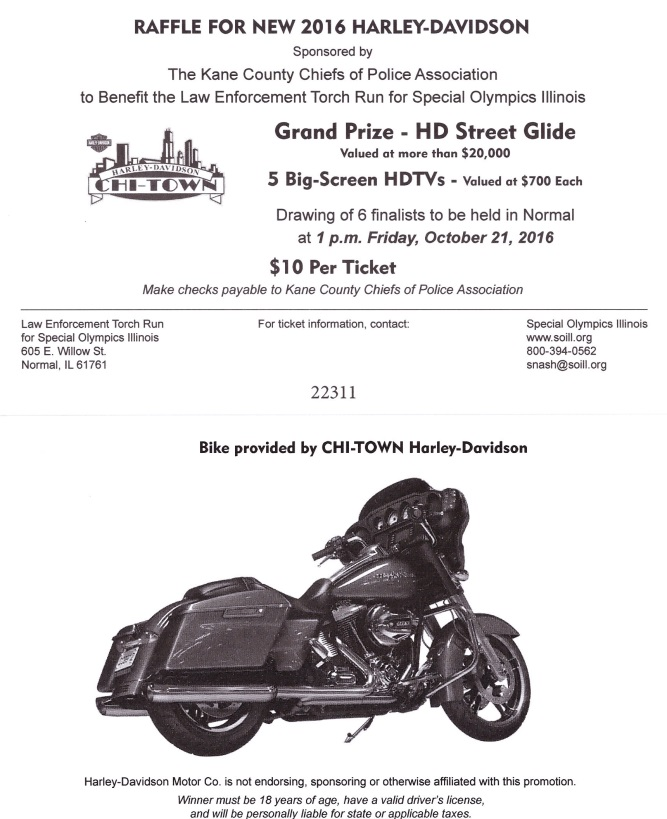 RAFFLE FOR NEW 2016 HARLEY-DAVIDSON
Sponsored by
The Kane County Chiefs of Police Association
to Benefit the Law Enforcement Torch Run for Special Olympics Illinois
HARLEY-DAVIDSON
CHI-TOWN
Grand Prize - HD Street Glide
Valued at more than $20,000
5 Big-Screen HDTVs - Valued at $700 Each
Drawing of 6 finalists to be held in Normal
at 1 p.m. Friday, October 21, 2016
$10 Per Ticket
Make checks payable to Kane County Chiefs of Police Association
Law Enforcement Torch Run
for Special Olympics Illinois
605 E. Willow St.
Normal, IL 61761
For ticket information, contact:
Special Olympics Illinois
www.soill.org
800-394-0562
snash@soill.org
22311
Bike provided by CHI-TOWN Harley-Davidson
Harley-Davidson Motor Co. is not endorsing, sponsoring or otherwise affiliated with this promotion.
Winner must be 18 years of age, have a valid driver's license,
and will be personally liable for state or applicable taxes.